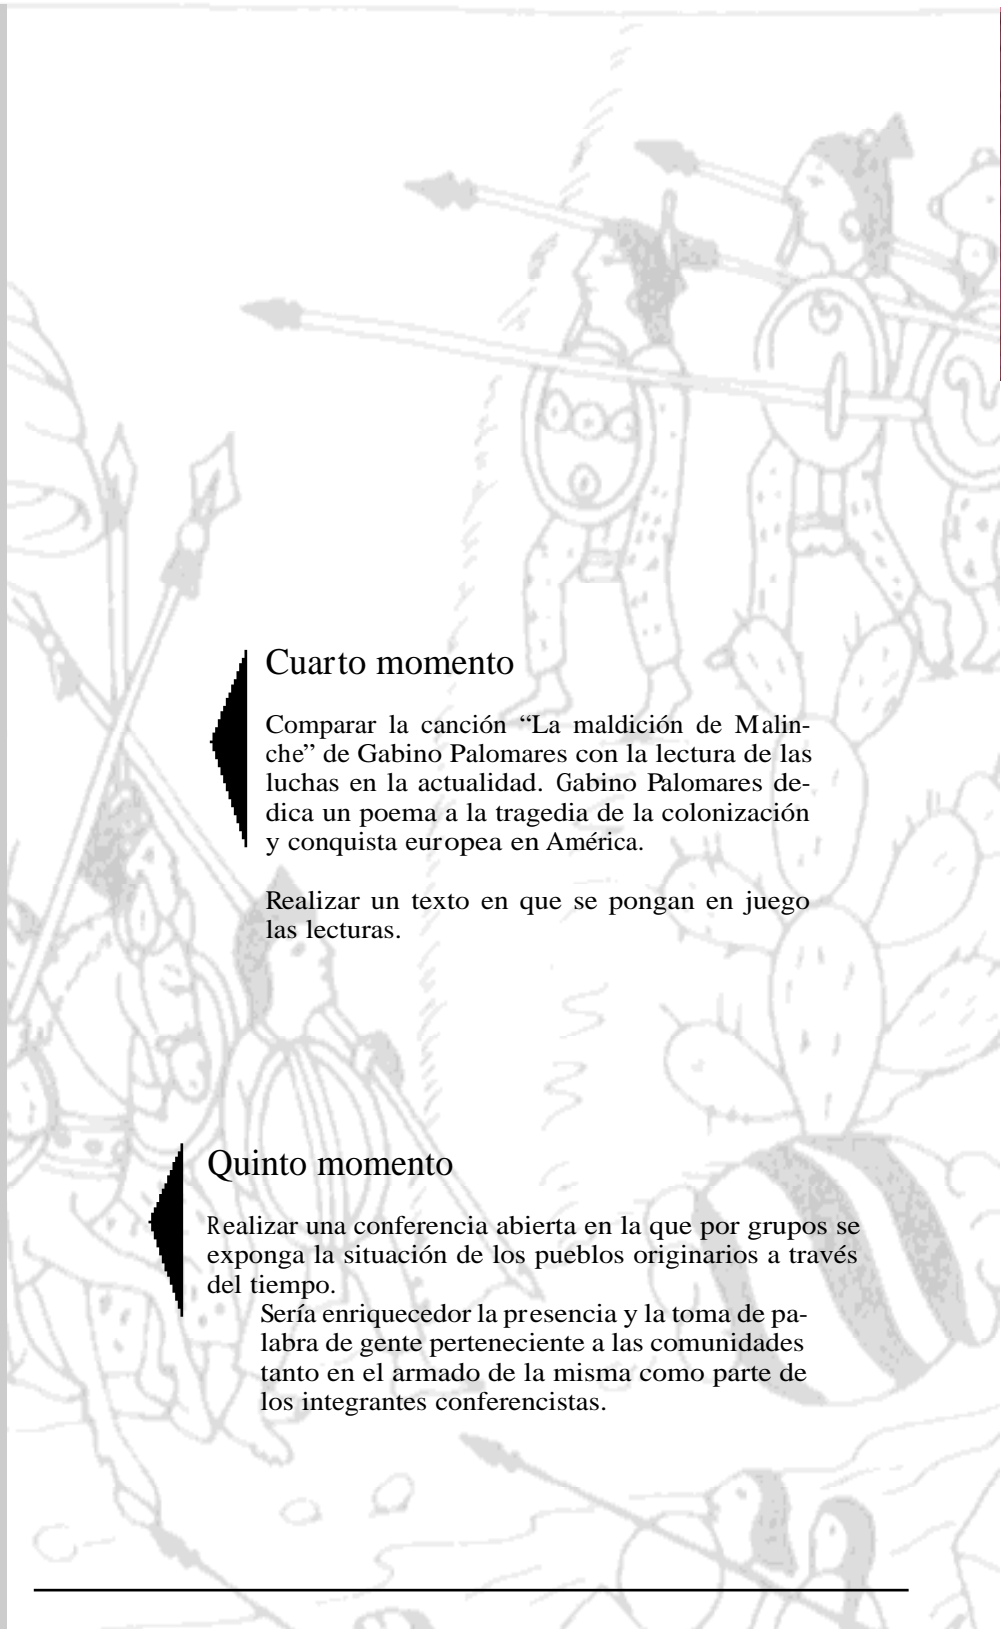 Cuarto momento
Comparar la canción “La maldición de Malin-
che” de Gabino Palomares con la lectura de las
luchas en la actualidad. Gabino Palomares de-
dica un poema a la tragedia de la colonización
y conquista europea en América.
Realizar un texto en que se pongan en juego
las lecturas.
Quinto momento
Realizar una conferencia abierta en la que por grupos se
exponga la situación de los pueblos originarios a través
del tiempo.
Sería enriquecedor la presencia y la toma de pa-
labra de gente perteneciente a las comunidades
tanto en el armado de la misma como parte de
los integrantes conferencistas.